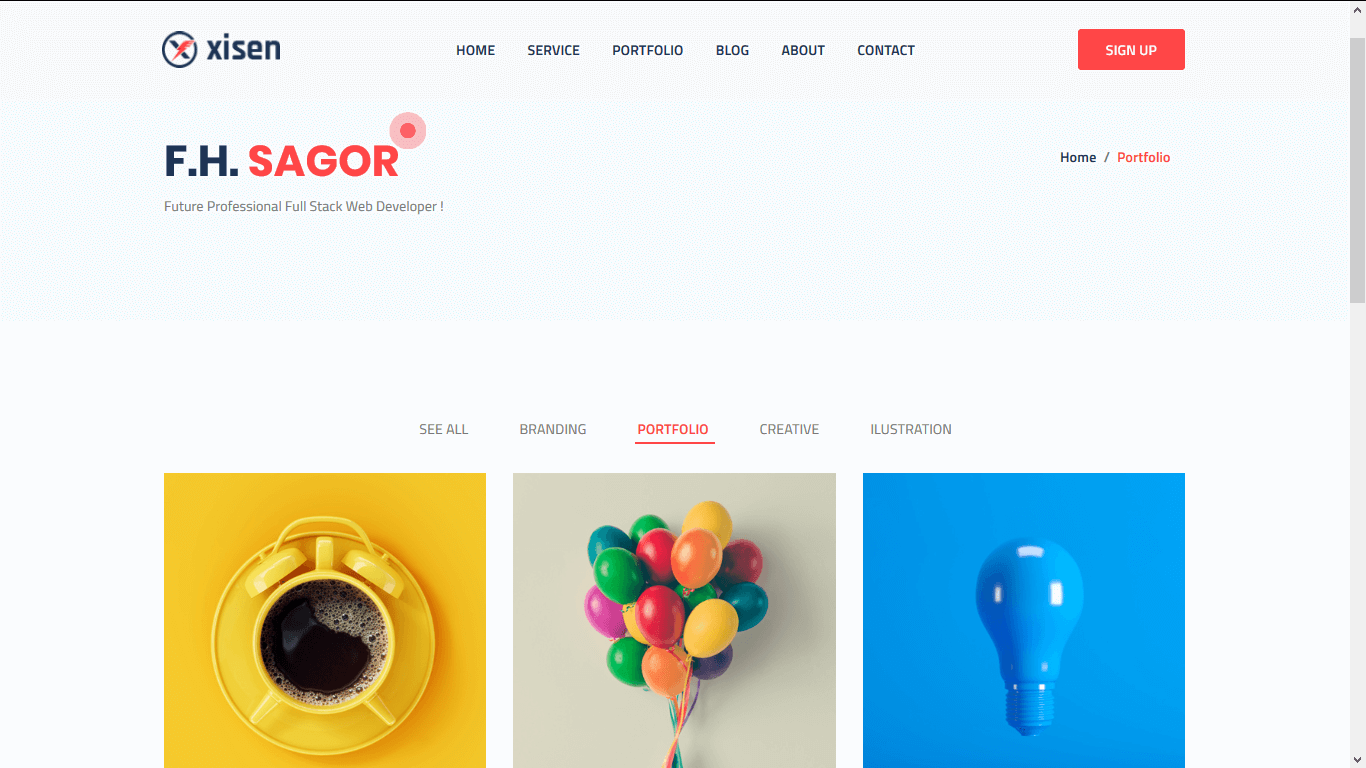 xisen HOME SERVICE PORTFOLIO BLOG ABOUT CONTACT SIGN UP
F.H. SAGOR
Home / Portfolio
Future Professional Full Stack Web Developer !
SEE ALL BRANDING PORTFOLIO CREATIVE ILUSTRATION